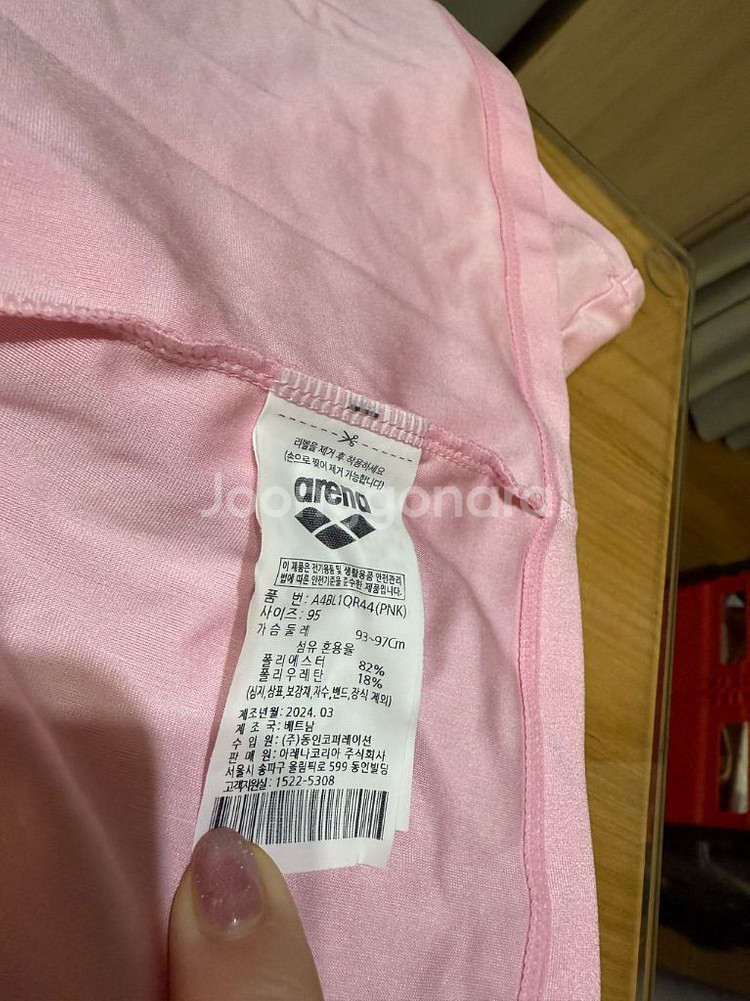 라벨을 제거 후 착용하세요
(손으로 찢어 제거 가능합니다)
arena
Joonggonara
이 제품은 전기용품 및 생활용품 안전관리
법에 따른 안전기준을 준수한 제품입니다.
품 번: A4BL1QR44(PNK)
사이즈: 95
가슴둘레 93~97Cm
섬유 혼용율
폴리에스터 82%
폴리우레탄 18%
(심지,상표,보강재,자수,밴드,장식 제외)
제조년월: 2024. 03
제 조 국: 베트남
수 입 원: (주)동인코퍼레이션
판 매 원: 아레나코리아 주식회사
서울시 송파구 올림픽로 599 동인빌딩
고객지원실: 1522-5308